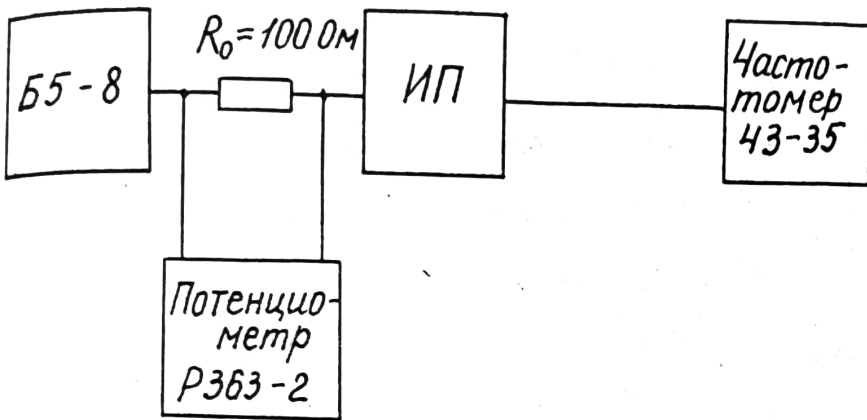 Б5-8
R₀=100 Ом
ИП
Часто-
томер
Ч3-35
Потенцио-
метр
Р363-2